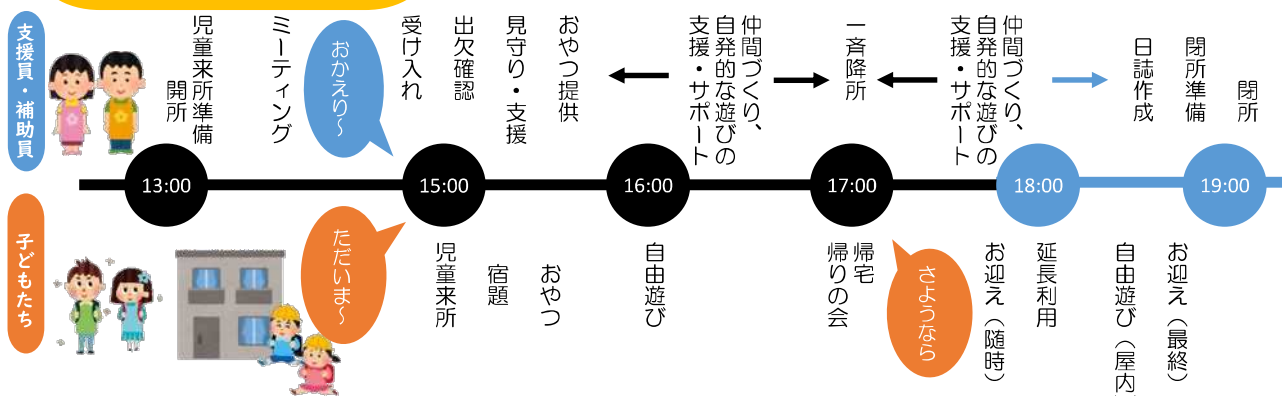 支援員・補助員
開所
児童来所準備
ミーティング
おかえり～
受け入れ
出欠確認
見守り・支援
おやつ提供
仲間づくり、
自発的な遊びの
支援・サポート
一斉降所
仲間づくり、
自発的な遊びの
支援・サポート
日誌作成
閉所準備
閉所
13:00
15:00
16:00
17:00
18:00
19:00
子どもたち
ただいま～
児童来所
宿題
おやつ
自由遊び
帰りの会
帰宅
さようなら
お迎え（随時）
延長利用
自由遊び（屋内
お迎え（最終）